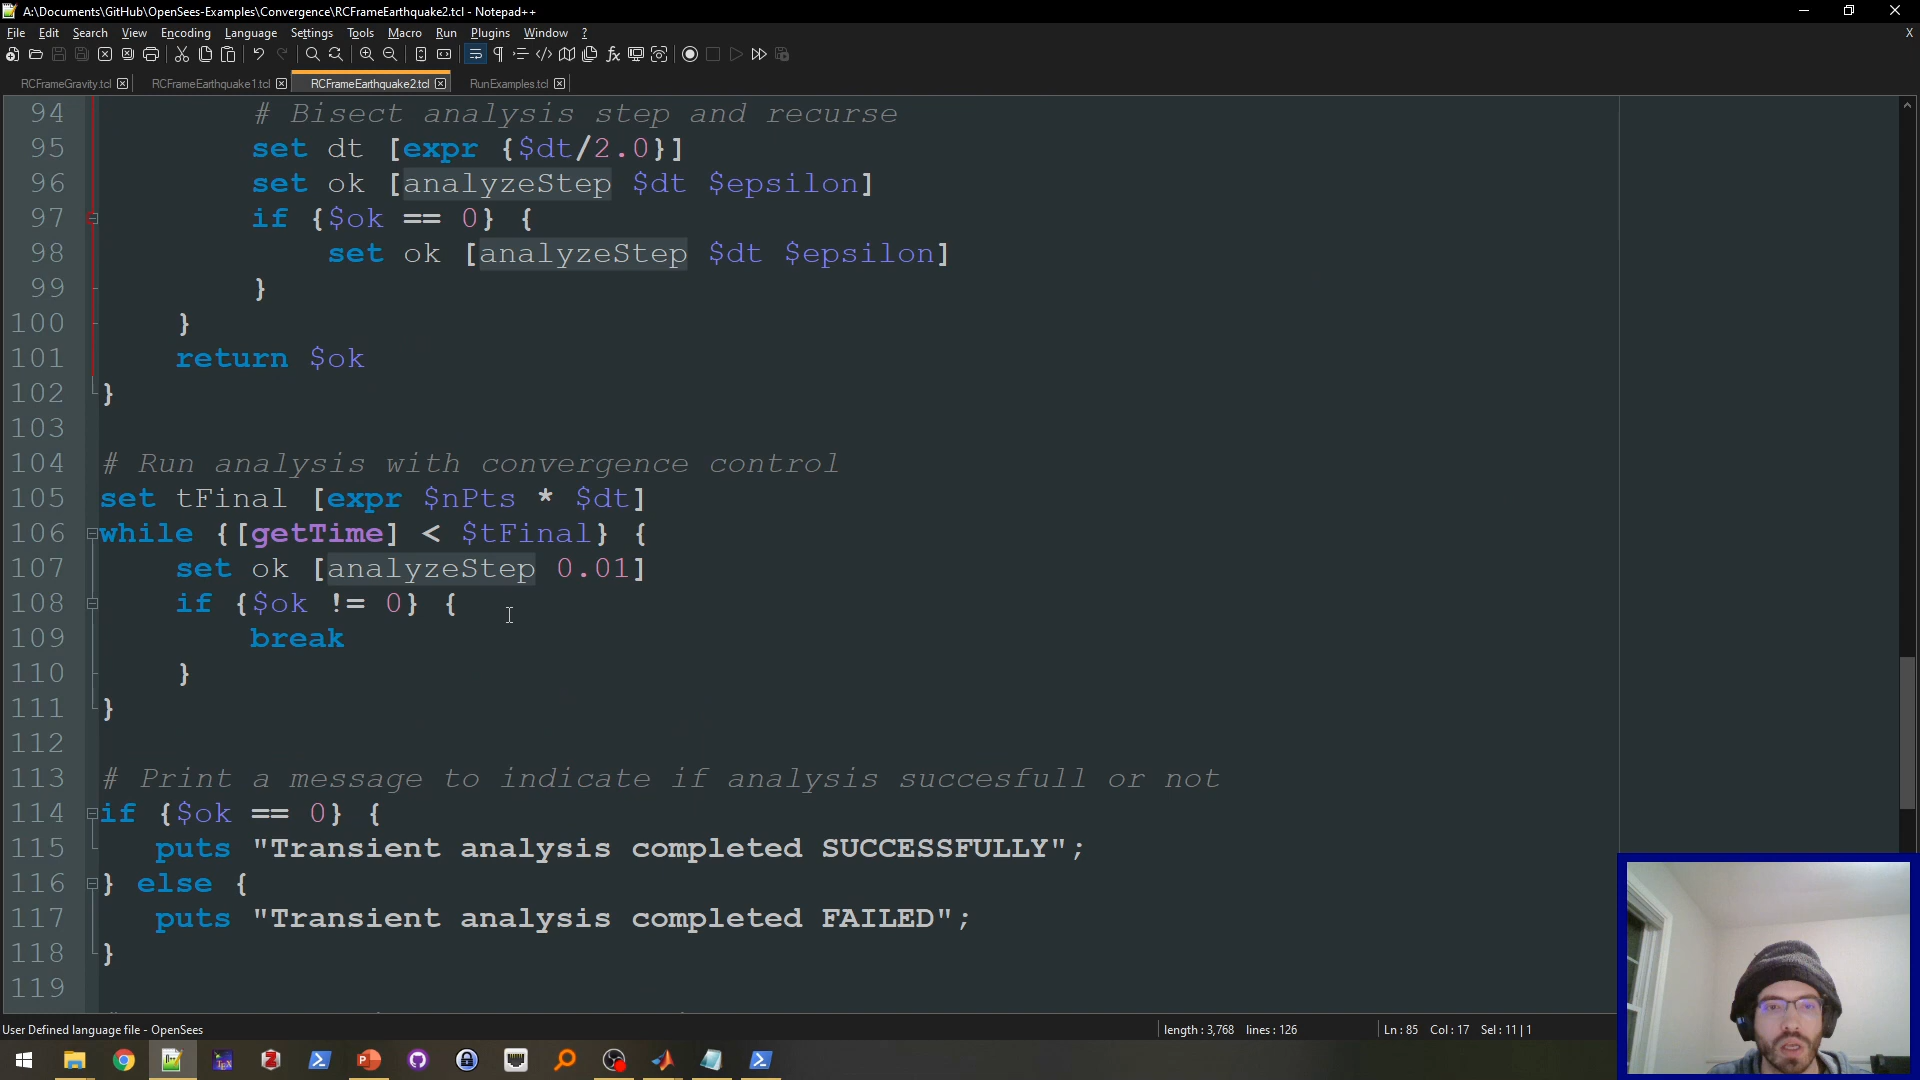 A:\Documents\GitHub\OpenSees-Examples\Convergence\RCFrameEarthquake2.tcl - Notepad++
File Edit Search View Encoding Language Settings Tools Macro Run Plugins Window ? X
RCFrameGravity.tcl RCFrameEarthquake1.tcl RCFrameEarthquake2.tcl RunExamples.tcl
94 # Bisect analysis step and recurse
95 set dt [expr {$dt/2.0}]
96 set ok [analyzeStep $dt $epsilon]
97 if {$ok == 0} {
98 set ok [analyzeStep $dt $epsilon]
99 }
100 }
101 return $ok
102 }
103
104 # Run analysis with convergence control
105 set tFinal [expr $nPts * $dt]
106 while {[getTime] < $tFinal} {
107 set ok [analyzeStep 0.01]
108 if {$ok != 0} {
109 break
110 }
111 }
112
113 # Print a message to indicate if analysis succesfull or not
114 if {$ok == 0} {
115 puts "Transient analysis completed SUCCESSFULLY";
116 } else {
117 puts "Transient analysis completed FAILED";
118 }
119
User Defined language file - OpenSees length : 3,768 lines : 126 Ln : 85 Col : 17 Sel : 11 | 1